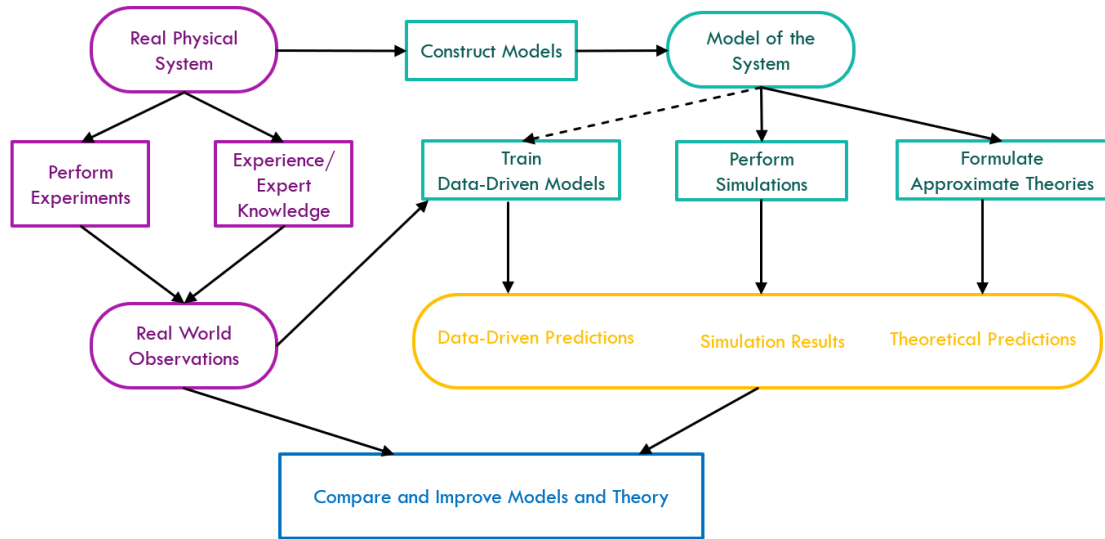 Real Physical
System
Construct Models
Model of the
System
Perform
Experiments
Experience/
Expert
Knowledge
Train
Data-Driven Models
Perform
Simulations
Formulate
Approximate Theories
Real World
Observations
Data-Driven Predictions
Simulation Results
Theoretical Predictions
Compare and Improve Models and Theory